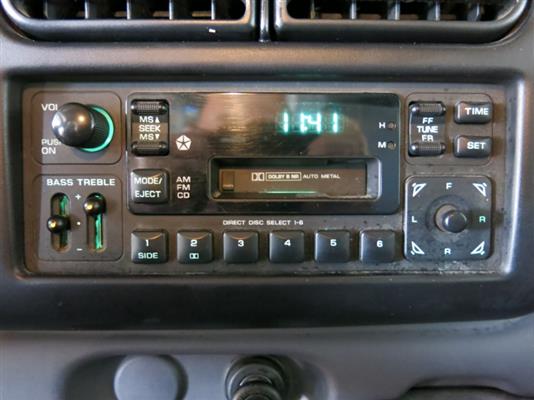 VOL
PUSH
ON
MS▲
SEEK
MS▼
11:41
H
M
FF
TUNE
FR
TIME
SET
BASS TREBLE
+
-
MODE/
EJECT
AM
FM
CD
DOLBY B NR AUTO METAL
DIRECT DISC SELECT 1-6
1
SIDE
2
3
4
5
6
F
L
R
R